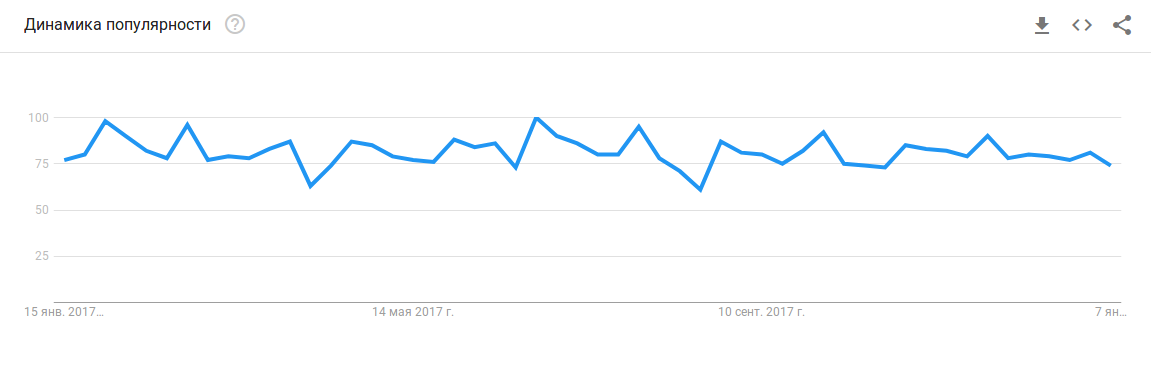 Динамика популярности ?
100
75
50
25
15 янв. 2017…
14 мая 2017 г.
10 сент. 2017 г.
7 ян…